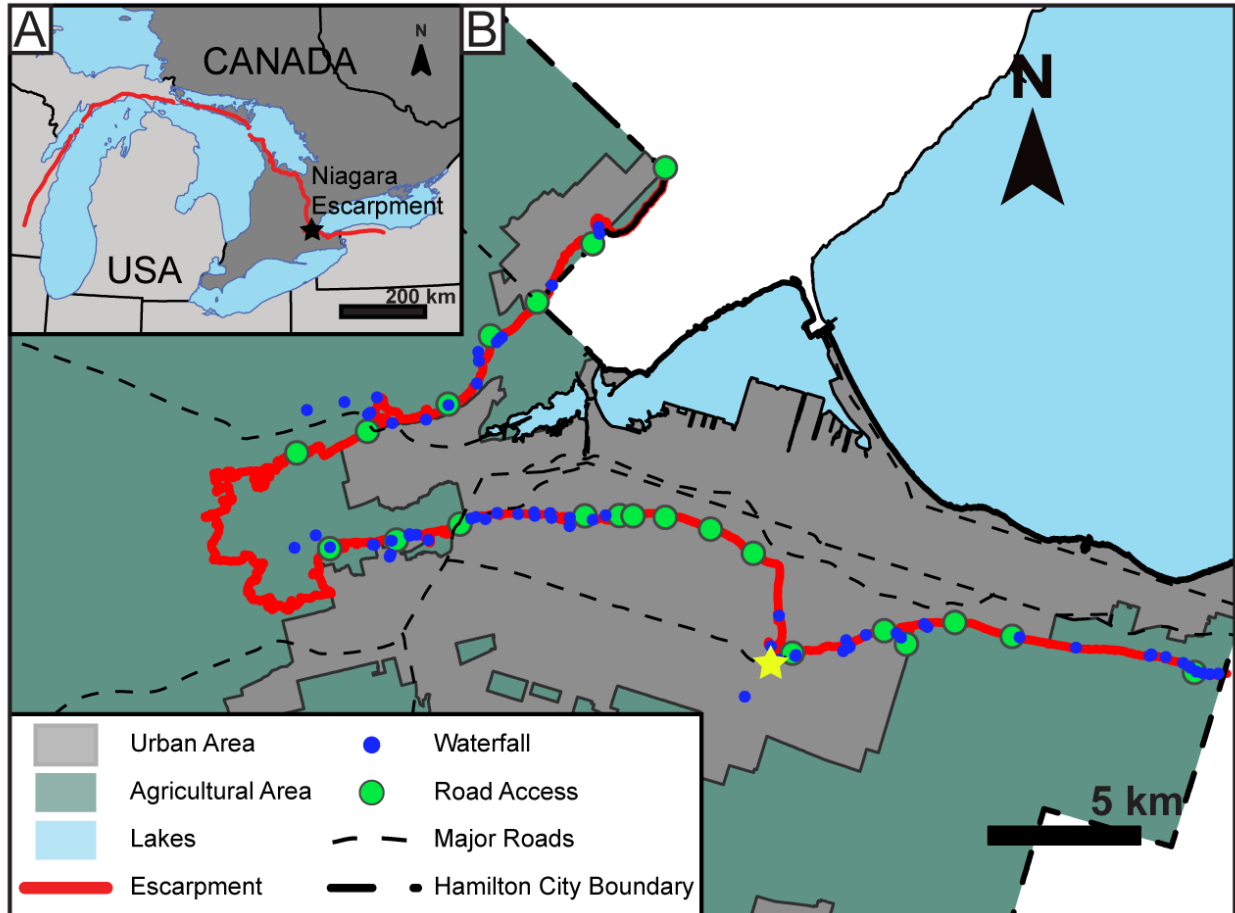 A
B
N
CANADA
Niagara
Escarpment
USA
200 km
N
5 km
Urban Area
Waterfall
Agricultural Area
Road Access
Lakes
Major Roads
Escarpment
Hamilton City Boundary